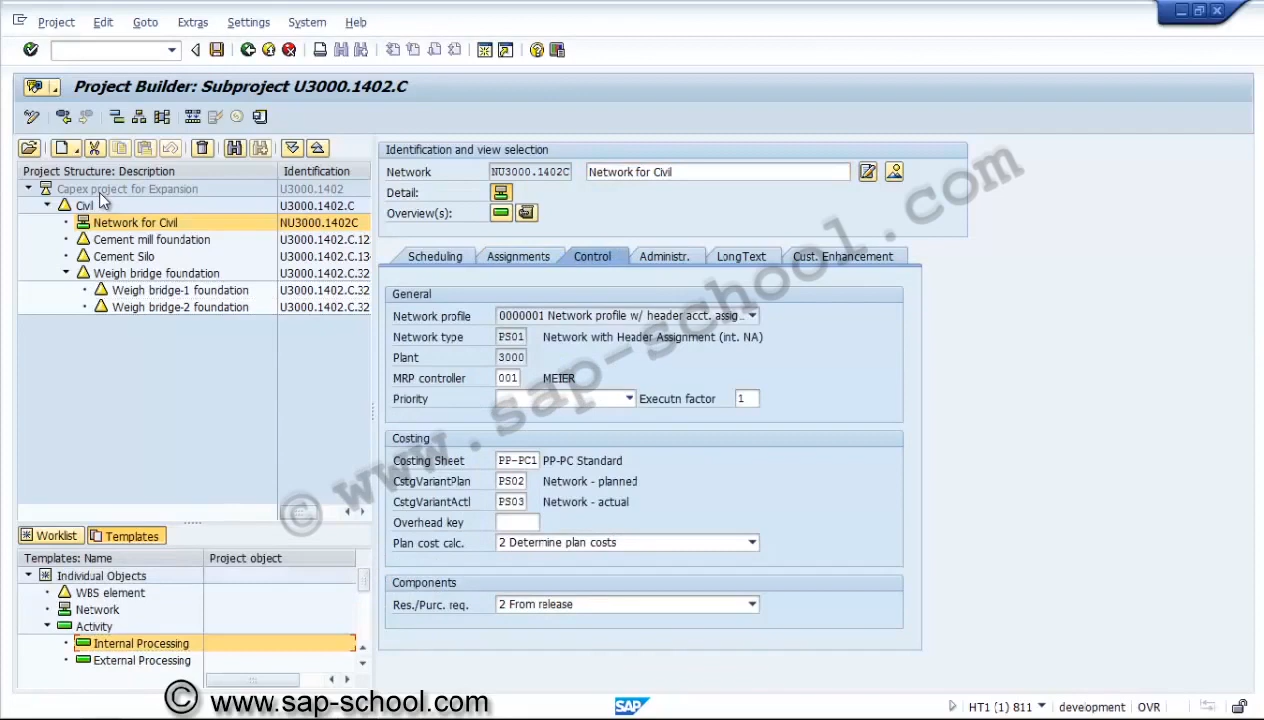 Project Edit Goto Extras Settings System Help
Project Builder: Subproject U3000.1402.C
Project Structure: Description Identification
Capex project for Expansion U3000.1402
Civil U3000.1402.C
Network for Civil NU3000.1402C
Cement mill foundation U3000.1402.C.12
Cement Silo U3000.1402.C.13
Weigh bridge foundation U3000.1402.C.32
Weigh bridge-1 foundation U3000.1402.C.32
Weigh bridge-2 foundation U3000.1402.C.32
Worklist Templates
Templates: Name Project object
Individual Objects
WBS element
Network
Activity
Internal Processing
External Processing
Identification and view selection
Network NU3000.1402C Network for Civil
Detail:
Overview(s):
Scheduling Assignments Control Administr. LongText Cust. Enhancement
General
Network profile 0000001 Network profile w/ header acct. assig..
Network type PS01 Network with Header Assignment (int. NA)
Plant 3000
MRP controller 001 MEIER
Priority Executn factor 1
Costing
Costing Sheet PP-PC1 PP-PC Standard
CstgVariantPlan PS02 Network - planned
CstgVariantActl PS03 Network - actual
Overhead key
Plan cost calc. 2 Determine plan costs
Components
Res./Purc. req. 2 From release
© www.sap-school.com
© www.sap-school.com
SAP
HT1 (1) 811 development OVR